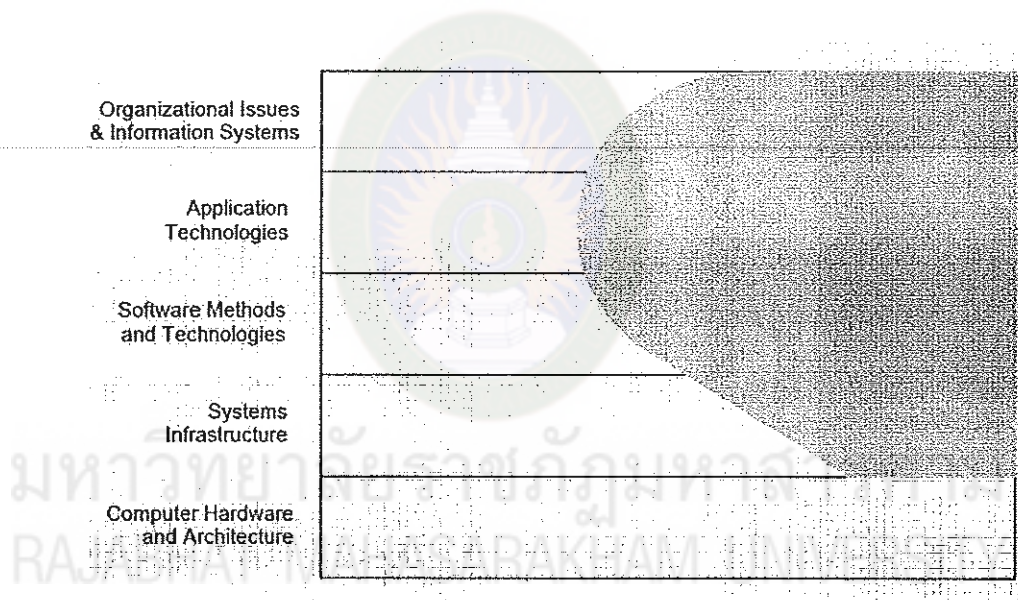 Organizational Issues
& Information Systems
Application
Technologies
Software Methods
and Technologies
Systems
Infrastructure
มหาวิทยาลัยราชภัฏมหาสารคาม
Computer Hardware
and Architecture
RAJABHAT MAHASARAKHAM UNIVERSITY